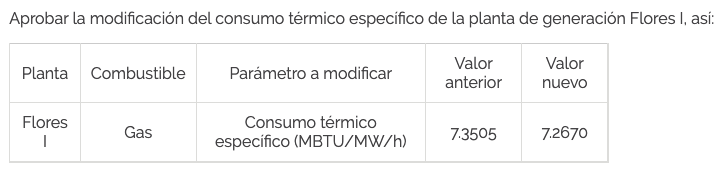 Aprobar la modificación del consumo térmico específico de la planta de generación Flores I, así:
Planta Combustible Parámetro a modificar Valor anterior Valor nuevo
Flores I Gas Consumo térmico específico (MBTU/MW/h) 7.3505 7.2670